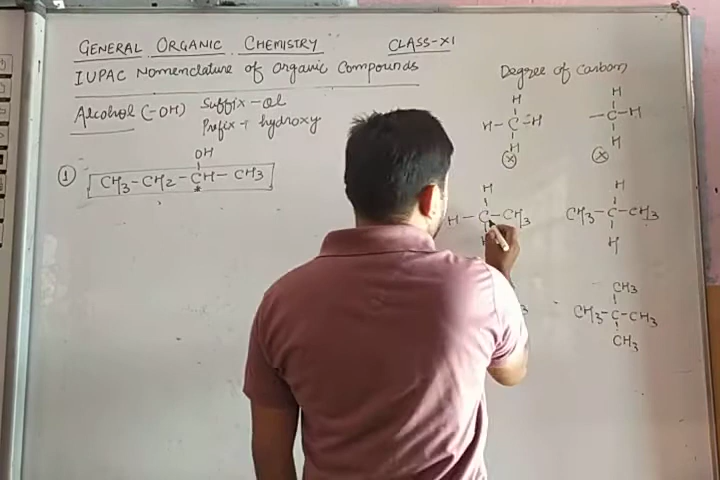 GENERAL ORGANIC CHEMISTRY CLASS-XI
IUPAC Nomenclature of Organic Compounds
Alcohol (-OH) Suffix - ol
Prefix - hydroxy
OH
① CH3-CH2-CH-CH3
*
Degree of Carbon
H
H-C-H
H
ⓧ
H
-C-H
H
ⓧ
H
H-C-CH3
H
CH3-C-CH3
H
CH3
CH3-C-CH3
CH3